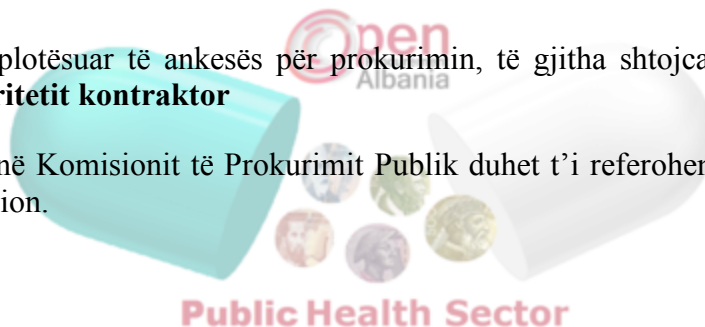 Open
Albania
plotësuar të ankesës për prokurimin, të gjitha shtojca
ritetit kontraktor
në Komisionit të Prokurimit Publik duhet t’i referohen
ion.
Public Health Sector